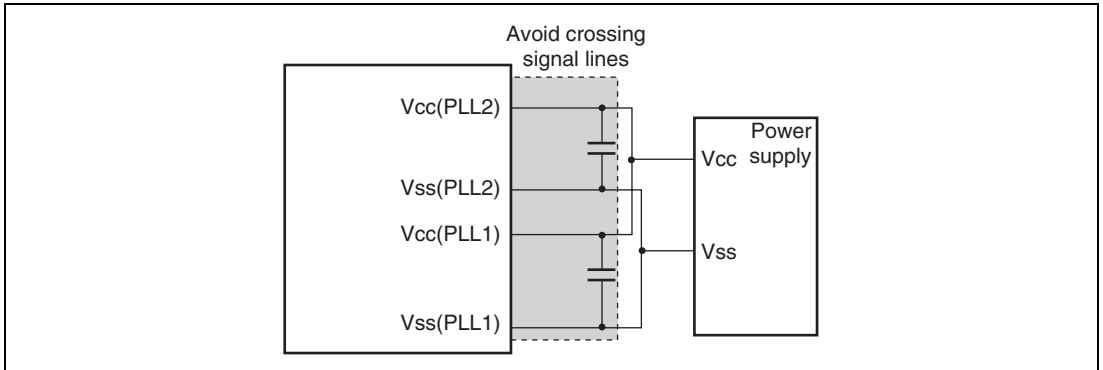 Avoid crossing
signal lines
Vcc(PLL2)
Vss(PLL2)
Vcc(PLL1)
Vss(PLL1)
Power
supply
Vcc
Vss